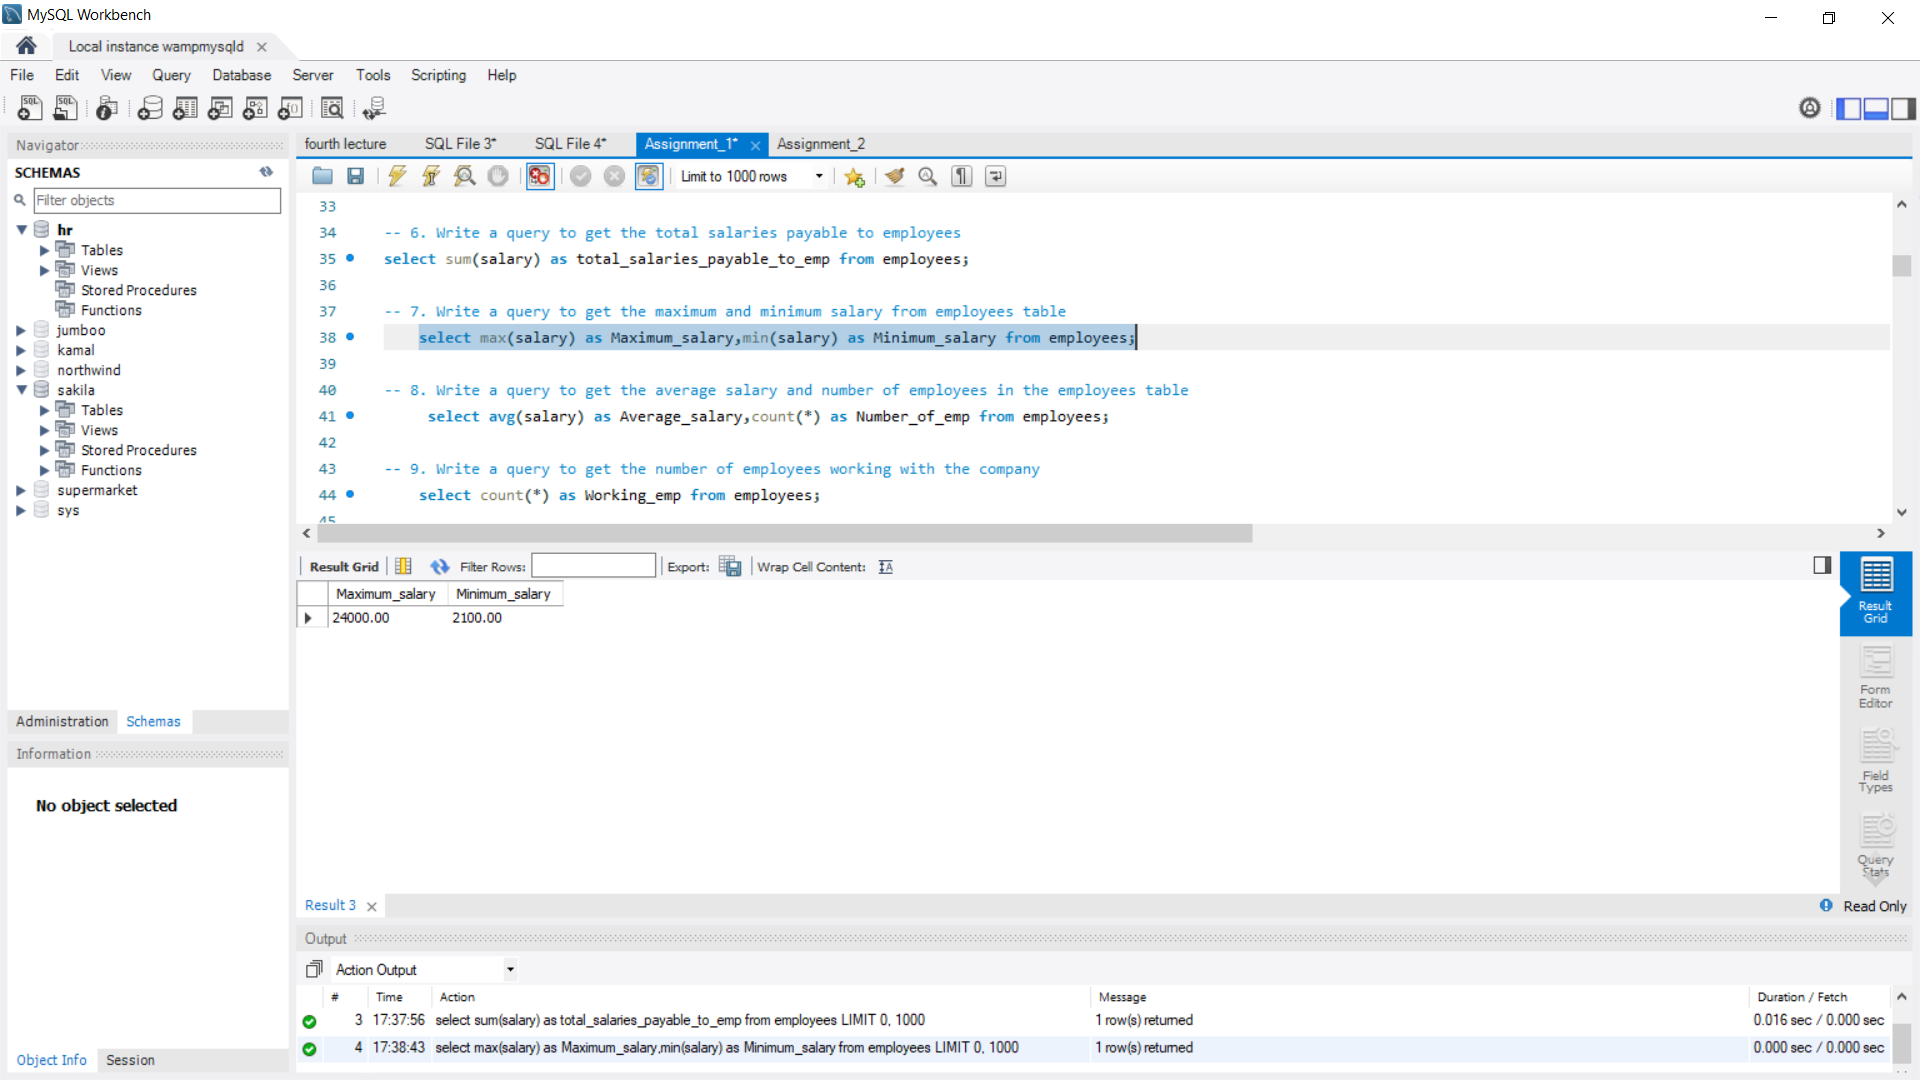 MySQL Workbench
Local instance wampmysqld
File Edit View Query Database Server Tools Scripting Help
Navigator
SCHEMAS
Filter objects
hr
Tables
Views
Stored Procedures
Functions
jumboo
kamal
northwind
sakila
Tables
Views
Stored Procedures
Functions
supermarket
sys
Administration Schemas
Information
No object selected
Object Info Session
fourth lecture SQL File 3* SQL File 4* Assignment_1* Assignment_2
Limit to 1000 rows
33
34 -- 6. Write a query to get the total salaries payable to employees
35 select sum(salary) as total_salaries_payable_to_emp from employees;
36
37 -- 7. Write a query to get the maximum and minimum salary from employees table
38 select max(salary) as Maximum_salary,min(salary) as Minimum_salary from employees;
39
40 -- 8. Write a query to get the average salary and number of employees in the employees table
41 select avg(salary) as Average_salary,count(*) as Number_of_emp from employees;
42
43 -- 9. Write a query to get the number of employees working with the company
44 select count(*) as Working_emp from employees;
45
Result Grid Filter Rows: Export: Wrap Cell Content:
Maximum_salary Minimum_salary
24000.00 2100.00
Result
Grid
Form
Editor
Field
Types
Query
Stats
Result 3
Read Only
Output
Action Output
# Time Action Message Duration / Fetch
3 17:37:56 select sum(salary) as total_salaries_payable_to_emp from employees LIMIT 0, 1000 1 row(s) returned 0.016 sec / 0.000 sec
4 17:38:43 select max(salary) as Maximum_salary,min(salary) as Minimum_salary from employees LIMIT 0, 1000 1 row(s) returned 0.000 sec / 0.000 sec